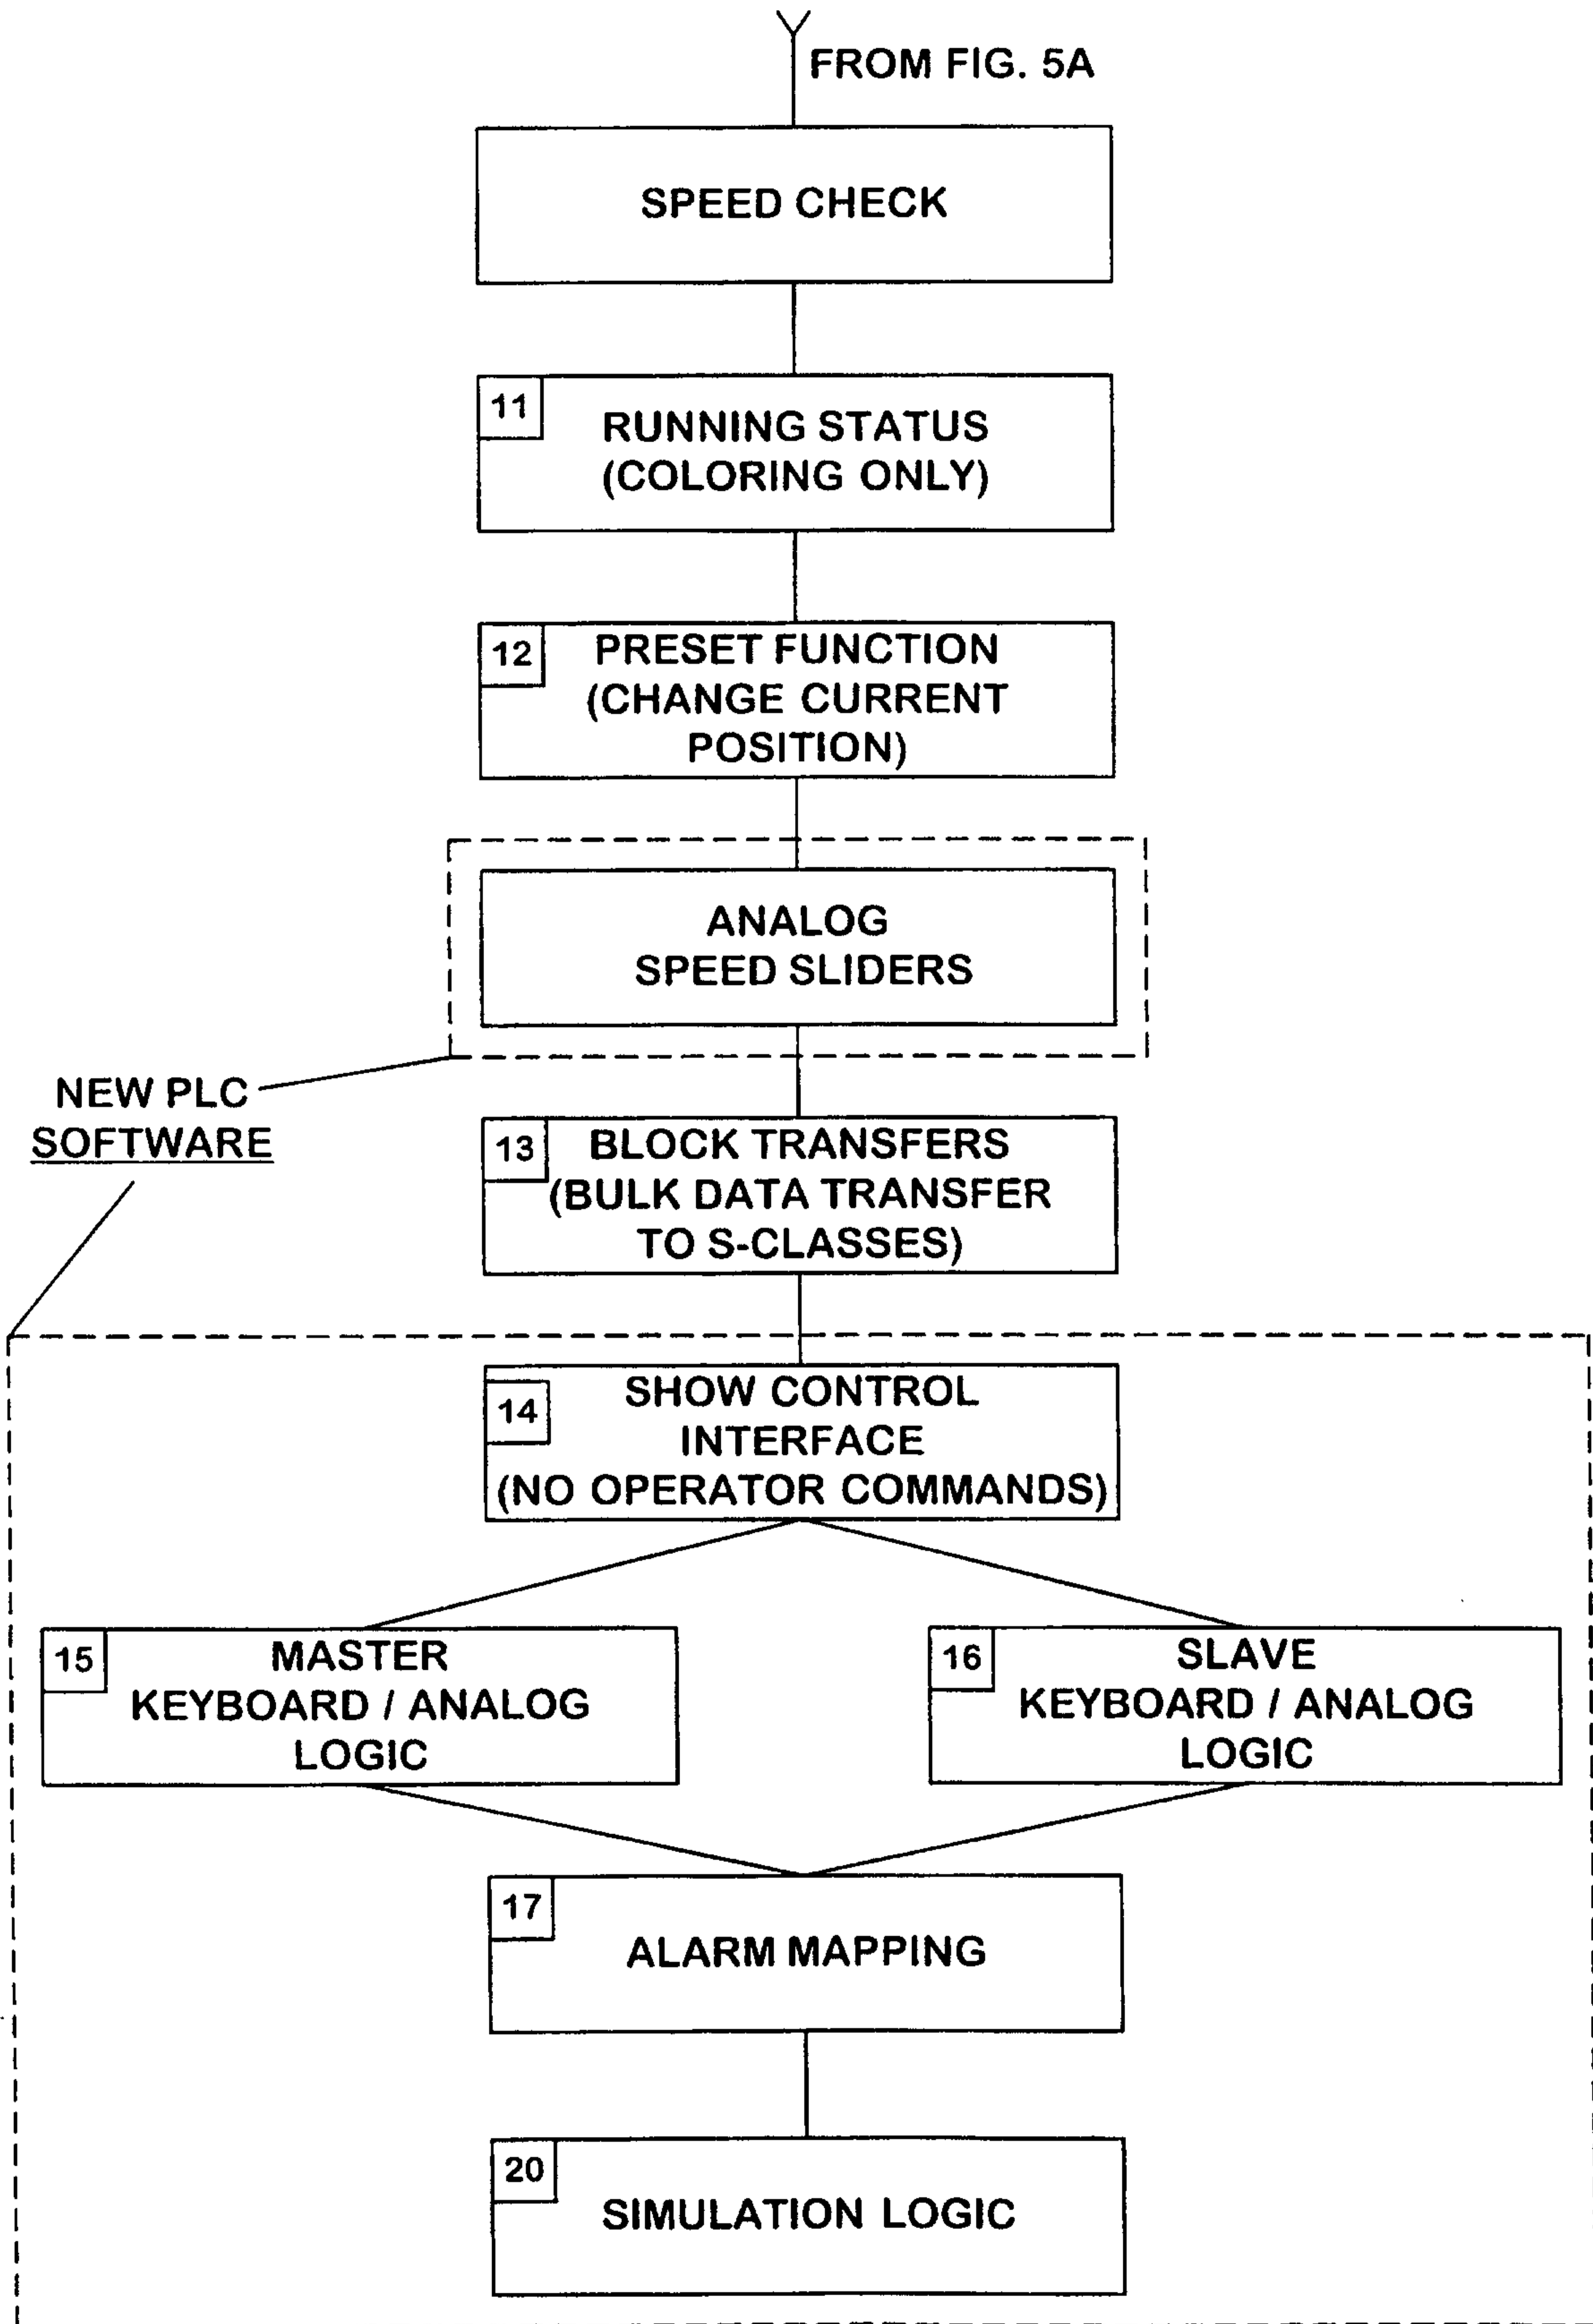 FROM FIG. 5A
SPEED CHECK
11
RUNNING STATUS
(COLORING ONLY)
12
PRESET FUNCTION
(CHANGE CURRENT
POSITION)
ANALOG
SPEED SLIDERS
NEW PLC
SOFTWARE
13
BLOCK TRANSFERS
(BULK DATA TRANSFER
TO S-CLASSES)
14
SHOW CONTROL
INTERFACE
(NO OPERATOR COMMANDS)
15
MASTER
KEYBOARD / ANALOG
LOGIC
16
SLAVE
KEYBOARD / ANALOG
LOGIC
17
ALARM MAPPING
20
SIMULATION LOGIC